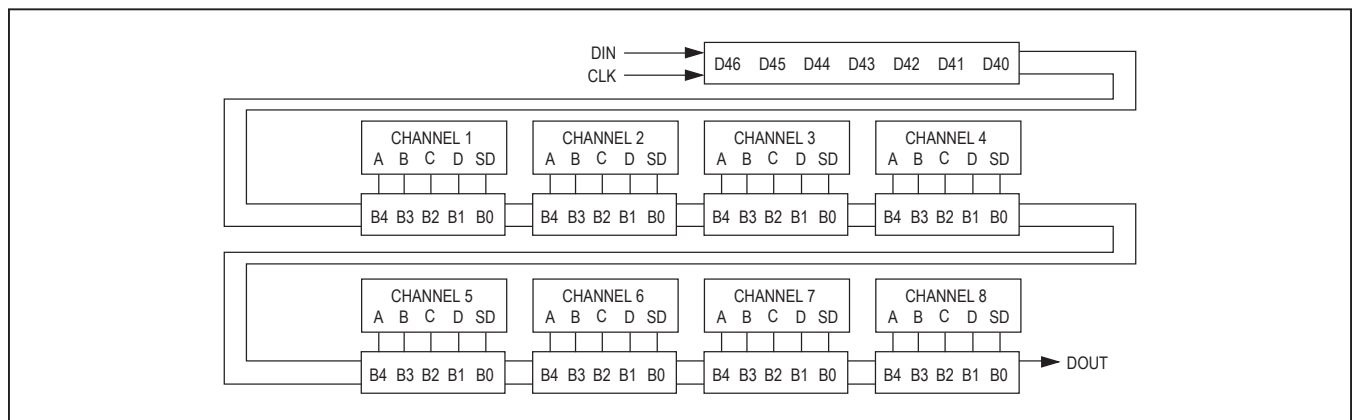 DIN
CLK
D46 D45 D44 D43 D42 D41 D40
CHANNEL 1 CHANNEL 2 CHANNEL 3 CHANNEL 4
A B C D SD A B C D SD A B C D SD A B C D SD
B4 B3 B2 B1 B0 B4 B3 B2 B1 B0 B4 B3 B2 B1 B0 B4 B3 B2 B1 B0
CHANNEL 5 CHANNEL 6 CHANNEL 7 CHANNEL 8
A B C D SD A B C D SD A B C D SD A B C D SD
B4 B3 B2 B1 B0 B4 B3 B2 B1 B0 B4 B3 B2 B1 B0 B4 B3 B2 B1 B0
DOUT